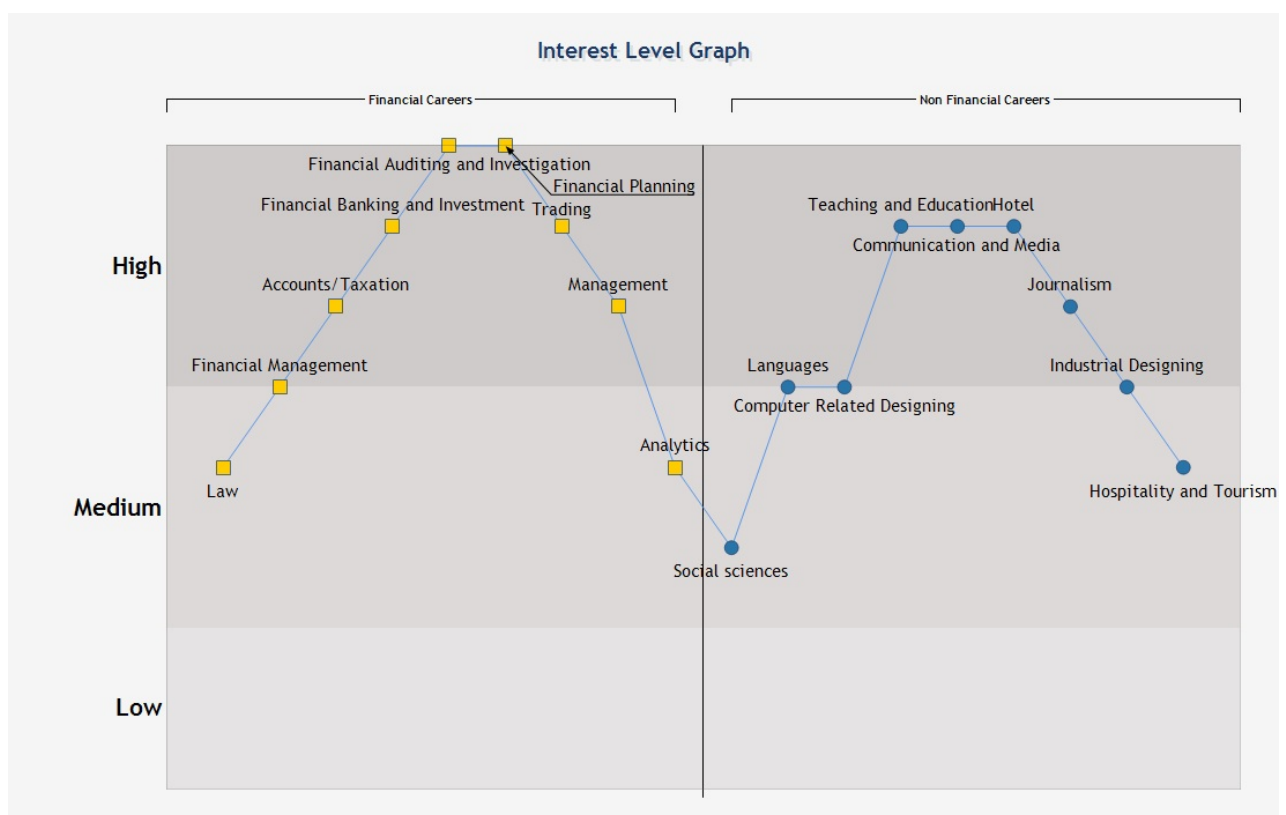 Interest Level Graph
Financial Careers
Non Financial Careers
Financial Auditing and Investigation
Financial Planning
Financial Banking and Investment
Trading
Teaching and Education
Hotel
Communication and Media
High
Accounts/Taxation
Management
Journalism
Financial Management
Languages
Industrial Designing
Computer Related Designing
Analytics
Law
Hospitality and Tourism
Medium
Social sciences
Low